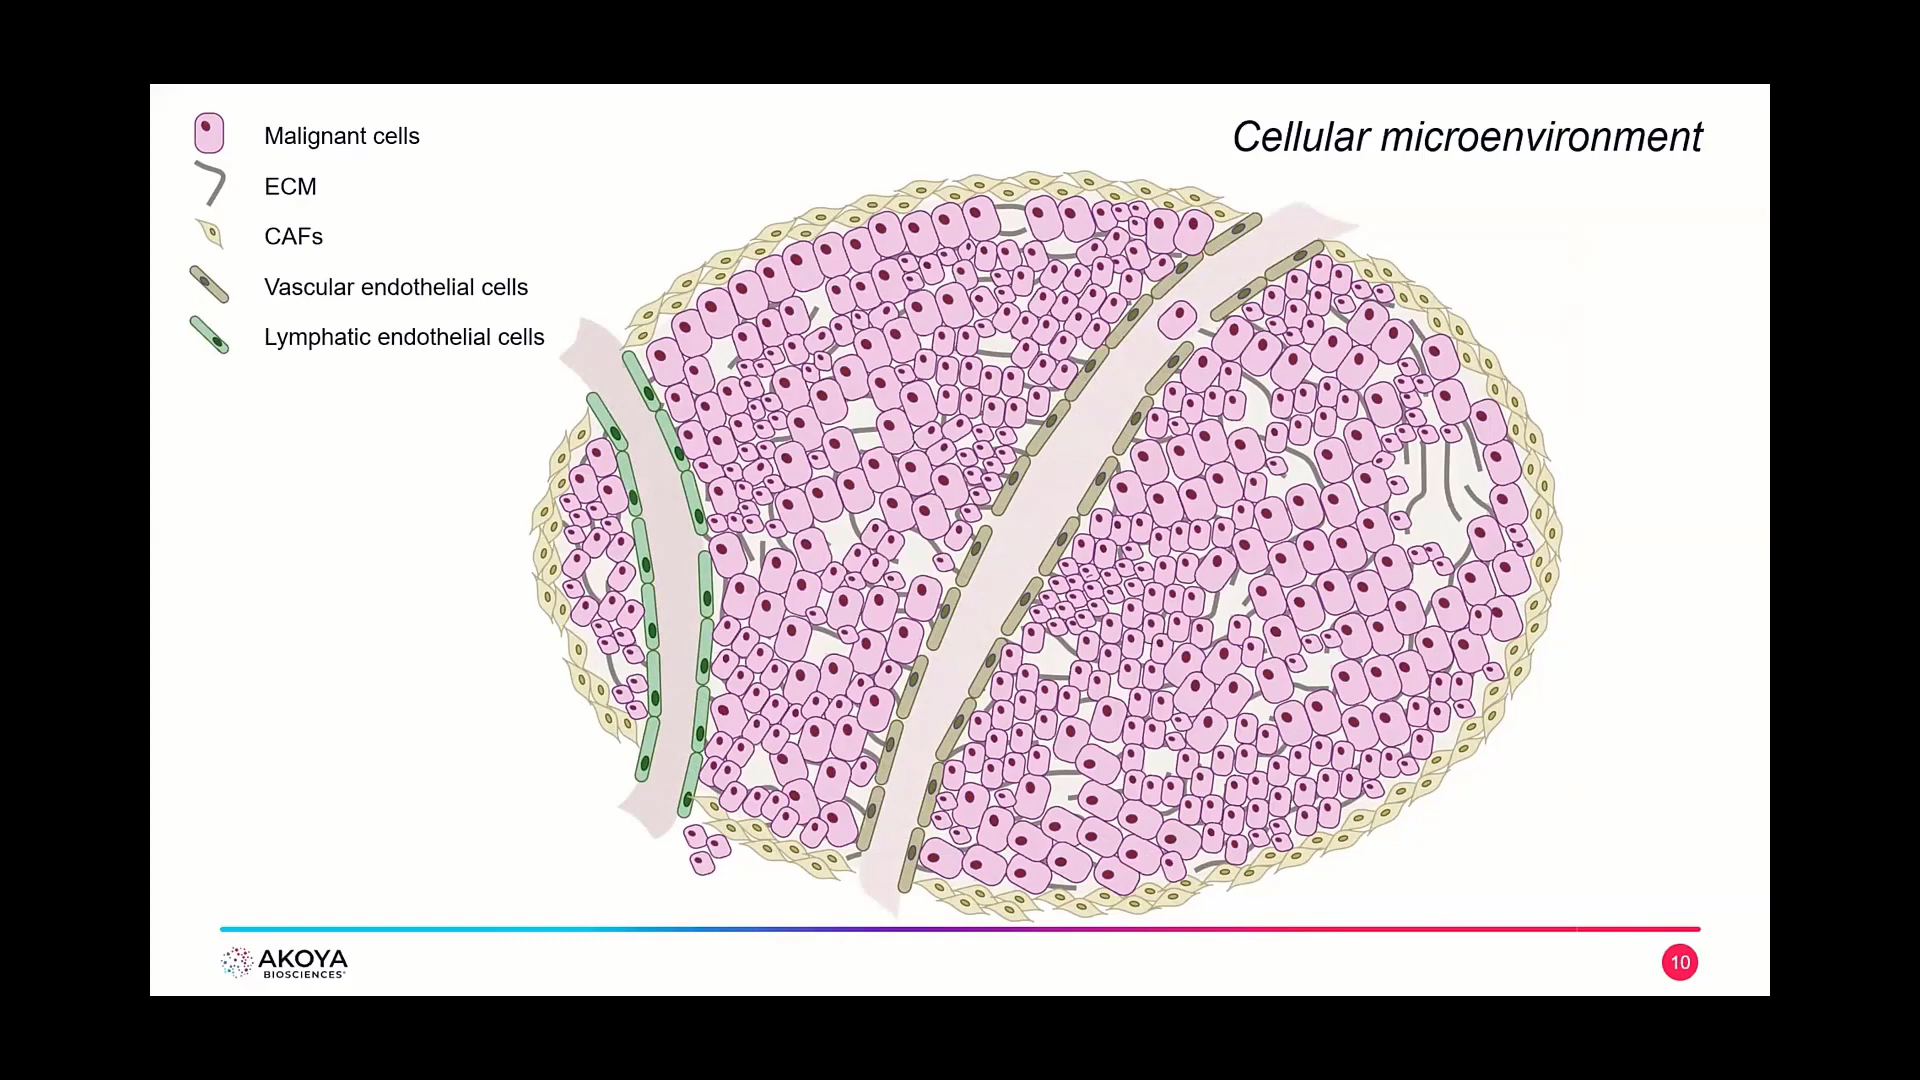 Cellular microenvironment
Malignant cells
ECM
CAFs
Vascular endothelial cells
Lymphatic endothelial cells
AKOYA
BIOSCIENCES
10